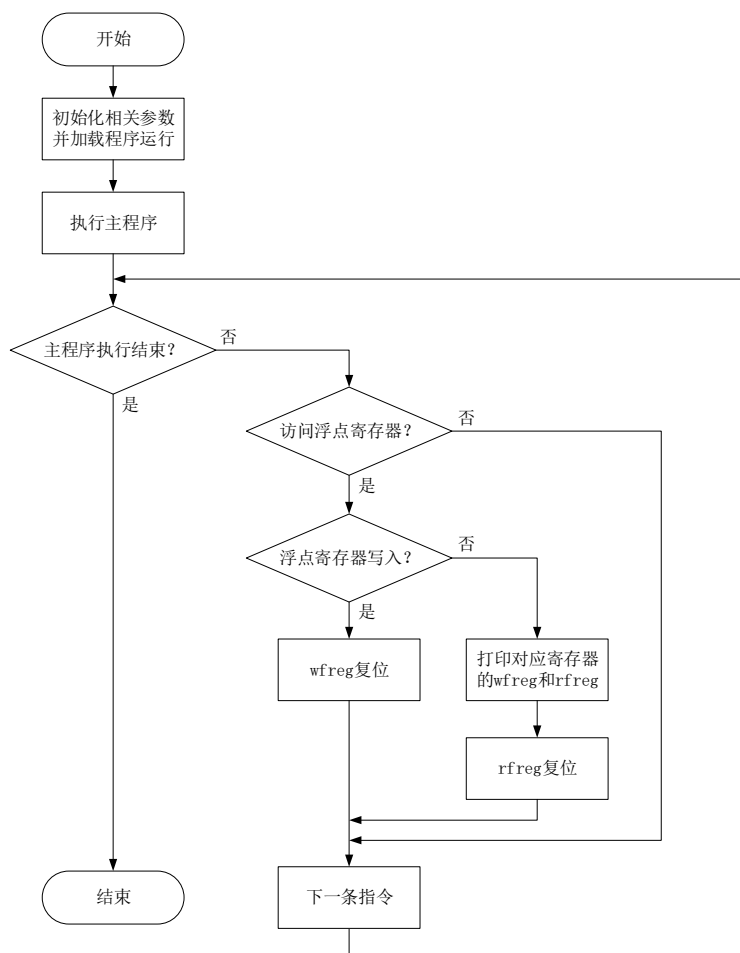 开始
初始化相关参数
并加载程序运行
执行主程序
主程序执行结束？
否
是
访问浮点寄存器？
否
是
浮点寄存器写入？
否
是
wfreg复位
打印对应寄存器
的wfreg和rfreg
rfreg复位
结束
下一条指令